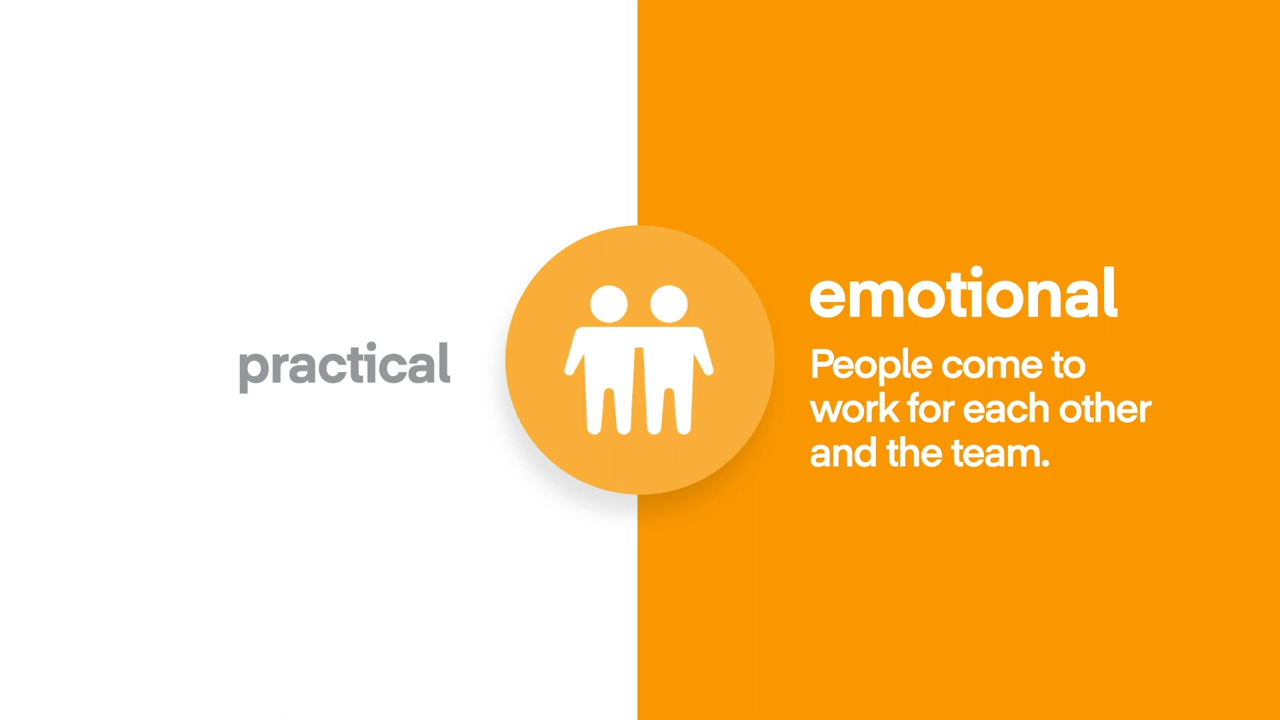 practical
emotional
People come to
work for each other
and the team.